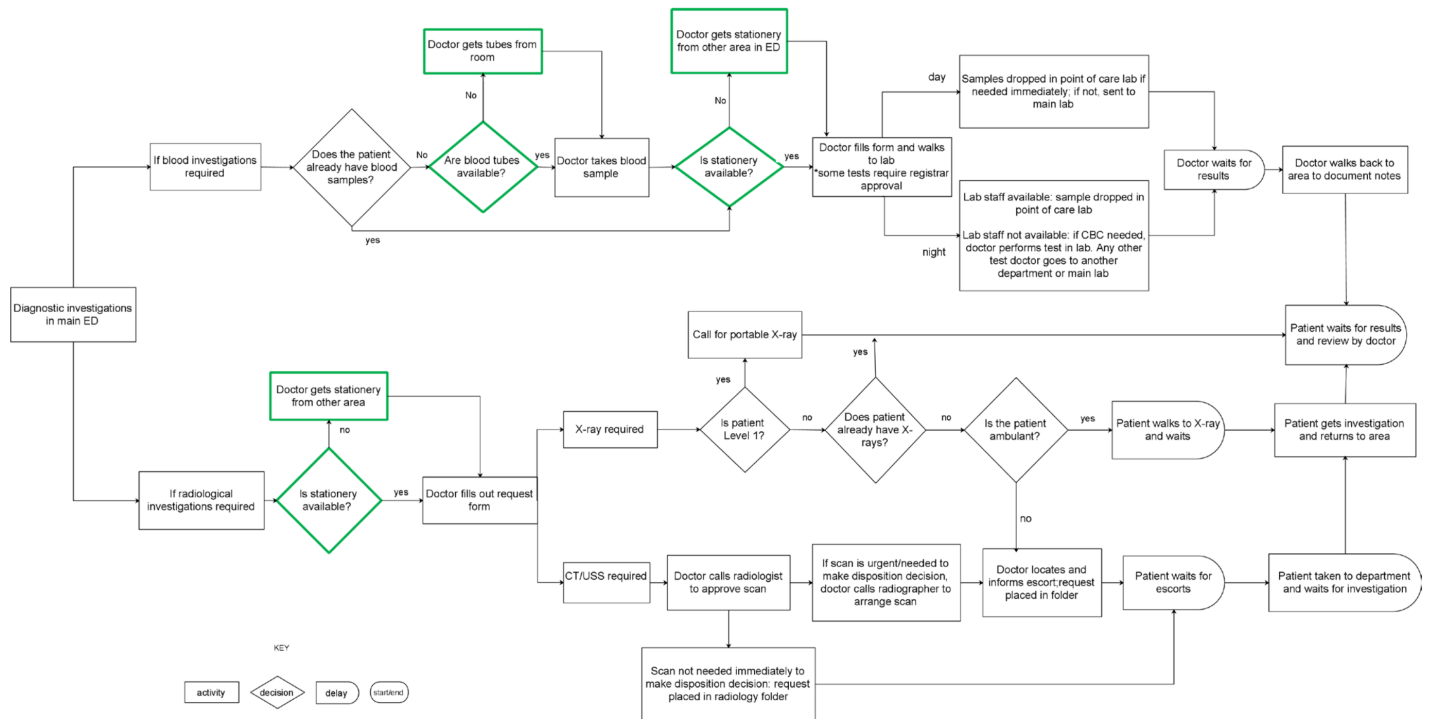 Doctor gets tubes from
room
Doctor gets stationery
from other area in ED
No
No
day
Samples dropped in point of care lab if
needed immediately; if not, sent to
main lab
If blood investigations
required
Does the patient
already have blood
samples?
No
Are blood tubes
available?
yes
Doctor takes blood
sample
Is stationery
available?
yes
Doctor fills form and walks
to lab
*some tests require registrar
approval
Doctor waits for
results
Doctor walks back to
area to document notes
yes
night
Lab staff available: sample dropped in
point of care lab
Lab staff not available: if CBC needed,
doctor performs test in lab. Any other
test doctor goes to another
department or main lab
Diagnostic investigations
in main ED
Call for portable X-ray
Patient waits for results
and review by doctor
yes
yes
Doctor gets stationery
from other area
no
X-ray required
Is patient
Level 1?
no
Does patient
already have X-
rays?
no
Is the patient
ambulant?
yes
Patient walks to X-ray
and waits
Patient gets investigation
and returns to area
If radiological
investigations required
Is stationery
available?
yes
Doctor fills out request
form
no
CT/USS required
Doctor calls radiologist
to approve scan
If scan is urgent/needed to
make disposition decision,
doctor calls radiographer to
arrange scan
Doctor locates and
informs escort;request
placed in folder
Patient waits for
escorts
Patient taken to department
and waits for investigation
Scan not needed immediately to
make disposition decision: request
placed in radiology folder
KEY
activity
decision
delay
start/end